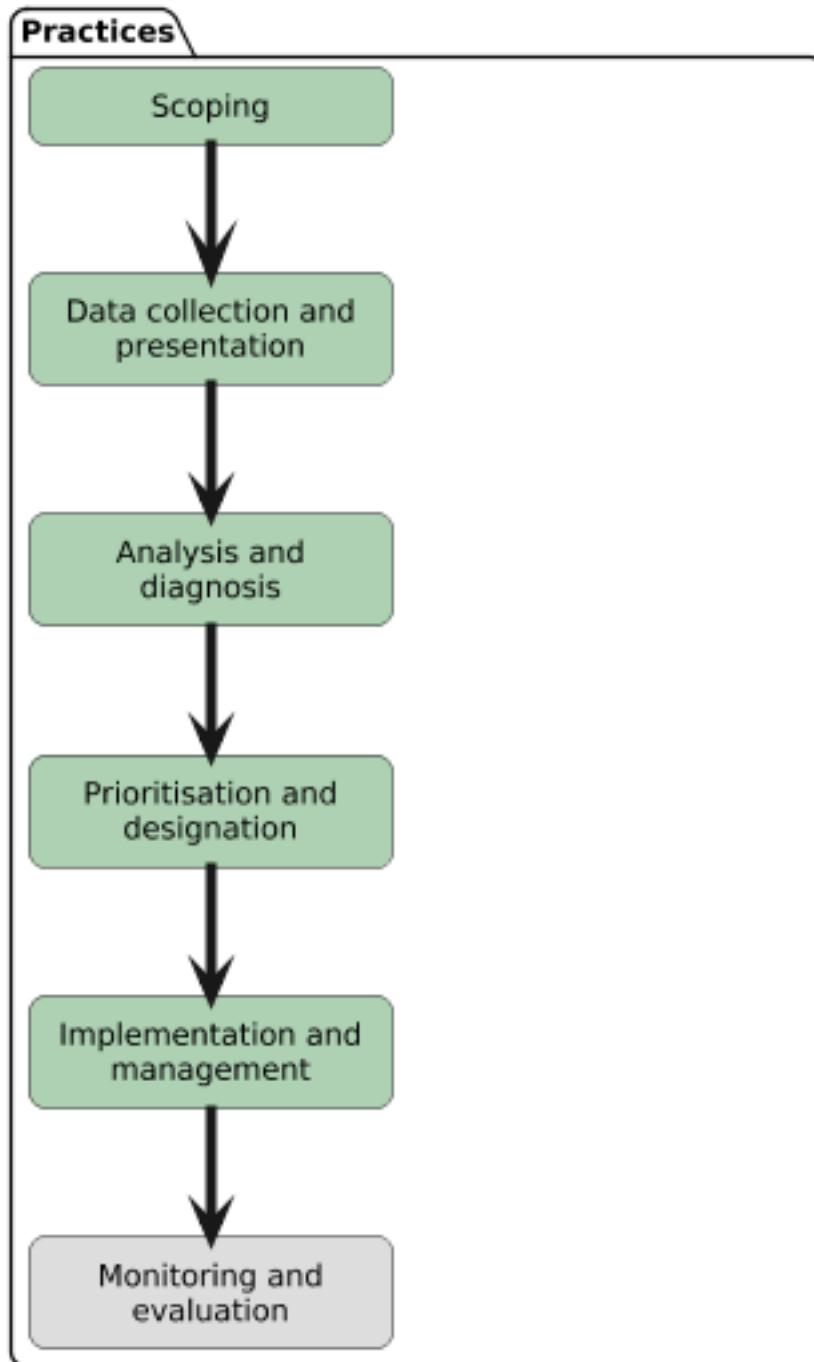 Practices
Scoping
Data collection and
presentation
Analysis and
diagnosis
Prioritisation and
designation
Implementation and
management
Monitoring and
evaluation